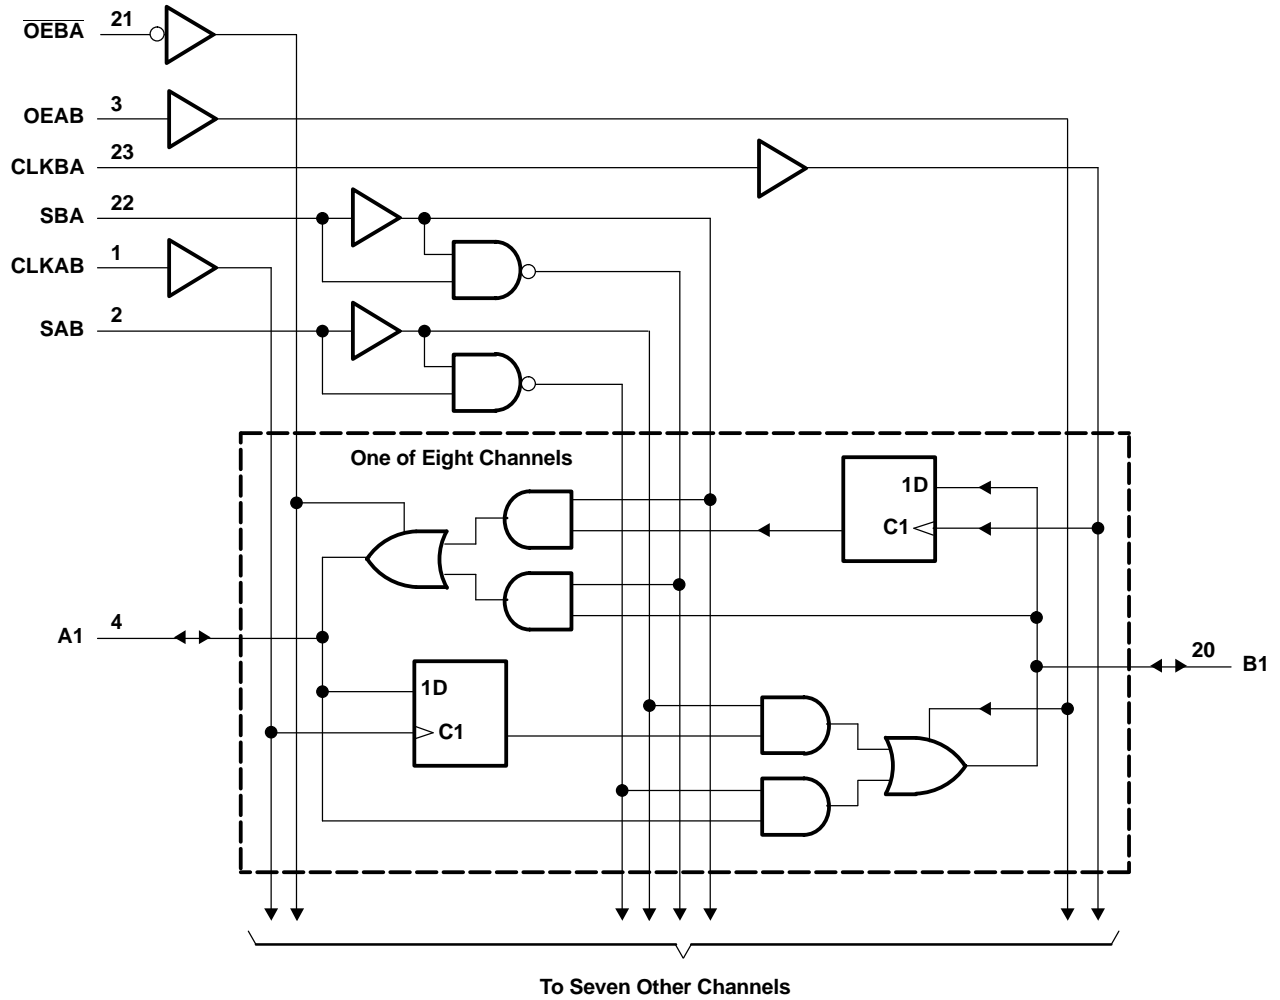 OEBA 21
OEAB 3
CLKBA 23
SBA 22
CLKAB 1
SAB 2
One of Eight Channels
1D
C1
A1 4
20 B1
1D
C1
To Seven Other Channels